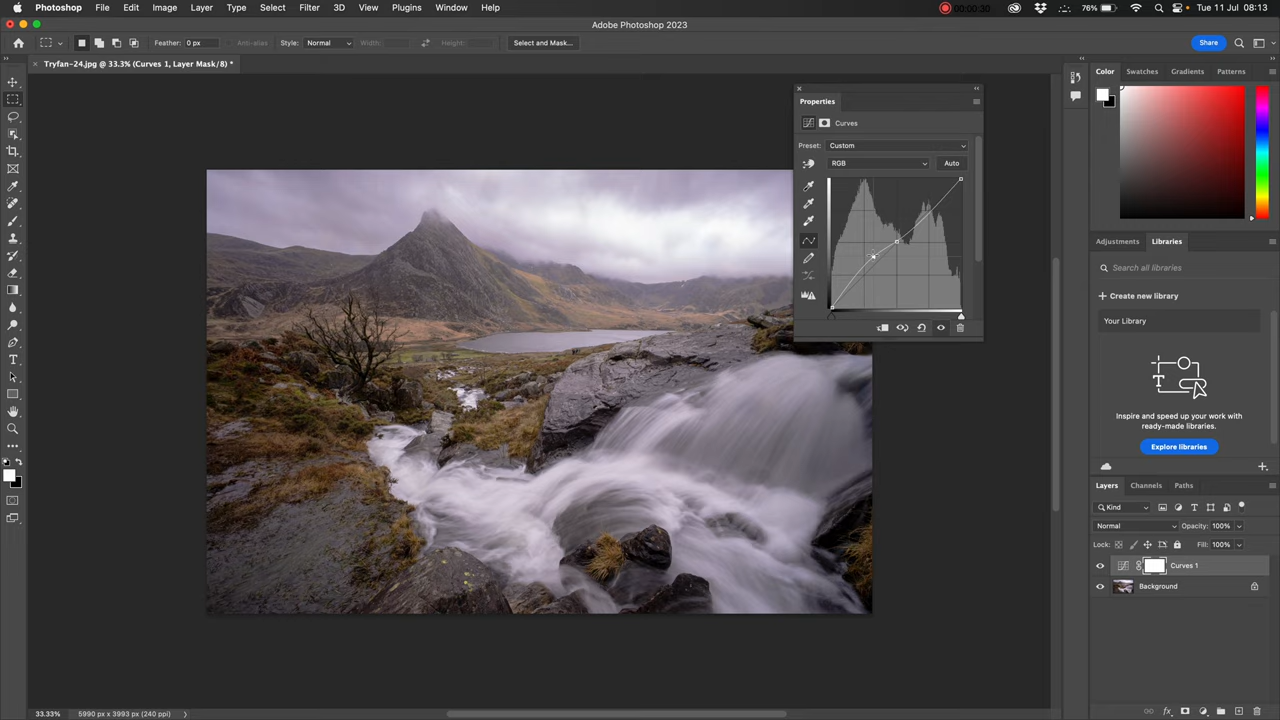 Photoshop File Edit Image Layer Type Select Filter 3D View Plugins Window Help 00:00:30 76% Tue 11 Jul 08:13
Adobe Photoshop 2023
Feather: 0 px Anti-alias Style: Normal Width: Height: Select and Mask... Share
Tryfan-24.jpg @ 33.3% (Curves 1, Layer Mask/8) *
Color Swatches Gradients Patterns
Properties
Curves
Preset: Custom
RGB Auto
Adjustments Libraries
Search all libraries
Create new library
Your Library
T
Inspire and speed up your work with
ready-made libraries.
Explore libraries
Layers Channels Paths
Kind
Normal Opacity: 100%
Lock: Fill: 100%
Curves 1
Background
33.33% 5990 px x 3993 px (240 ppi)
fx